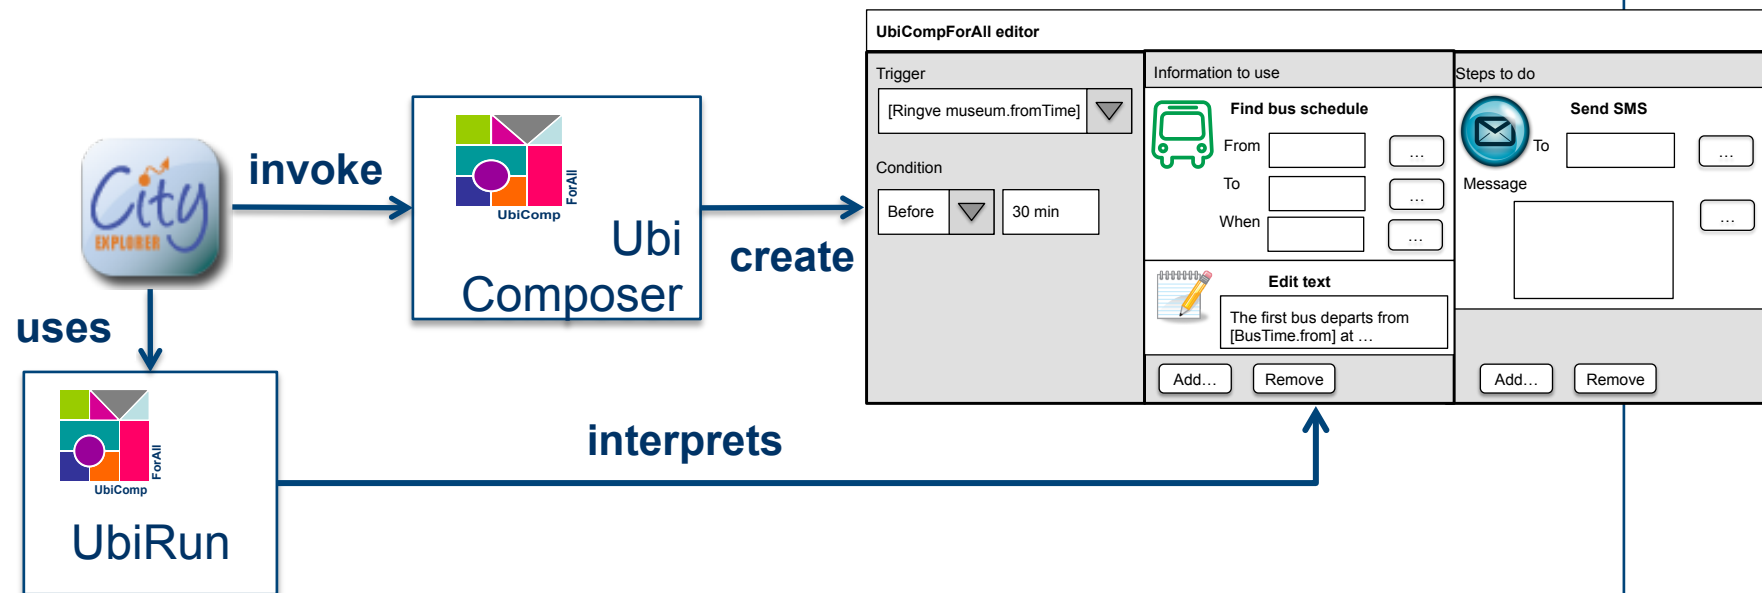 UbiCompForAll editor
Trigger
[Ringve museum.fromTime]
Condition
Before
30 min
Information to use
Find bus schedule
From
...
To
...
When
...
Edit text
The first bus departs from
[BusTime.from] at ...
Add...
Remove
Steps to do
Send SMS
To
...
Message
...
Add...
Remove
City
EXPLORER
invoke
ForAll
UbiComp
Ubi
Composer
create
uses
ForAll
UbiComp
UbiRun
interprets